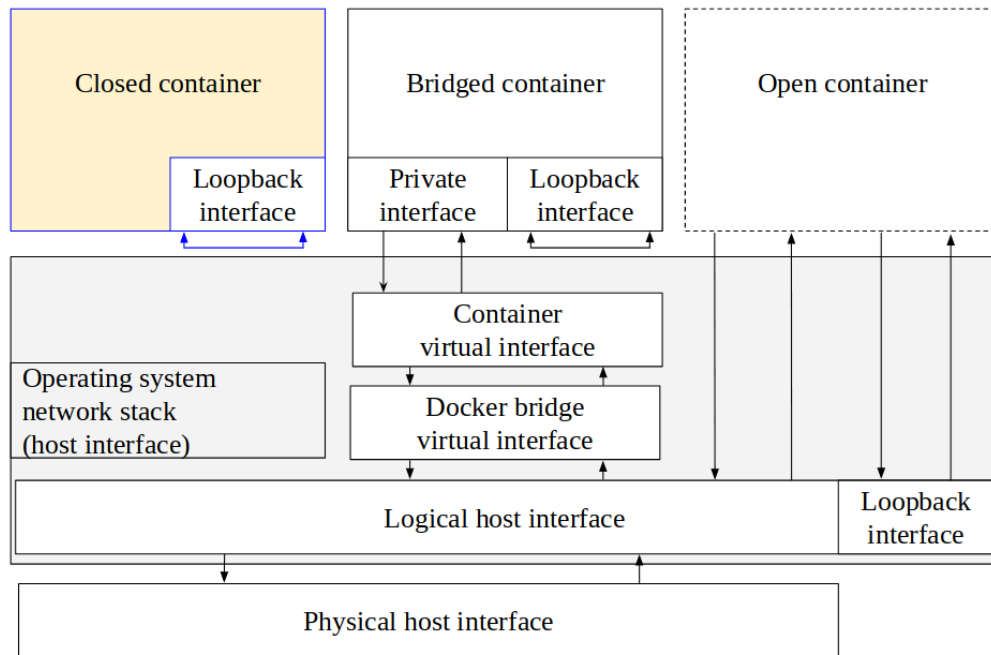 Closed container
Bridged container
Open container
Loopback
interface
Private
interface
Loopback
interface
Container
virtual interface
Operating system
network stack
(host interface)
Docker bridge
virtual interface
Logical host interface
Loopback
interface
Physical host interface